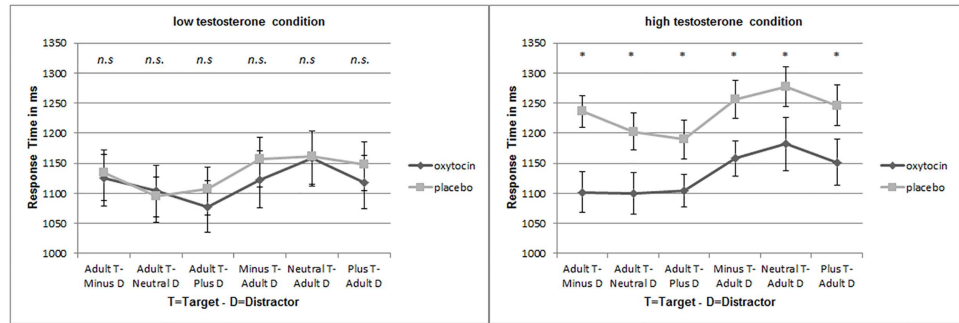 low testosterone condition
1350
1300
1250
1200
1150
1100
1050
1000
Response Time in ms
n.s
n.s.
n.s
n.s.
n.s
n.s.
oxytocin
placebo
Adult T-
Minus D
Adult T-
Neutral D
Adult T-
Plus D
Minus T-
Adult D
Neutral T-
Adult D
Plus T-
Adult D
T=Target - D=Distractor
high testosterone condition
1350
1300
1250
1200
1150
1100
1050
1000
Response Time in ms
* * * * * *
oxytocin
placebo
Adult T-
Minus D
Adult T-
Neutral D
Adult T-
Plus D
Minus T-
Adult D
Neutral T-
Adult D
Plus T-
Adult D
T=Target - D=Distractor